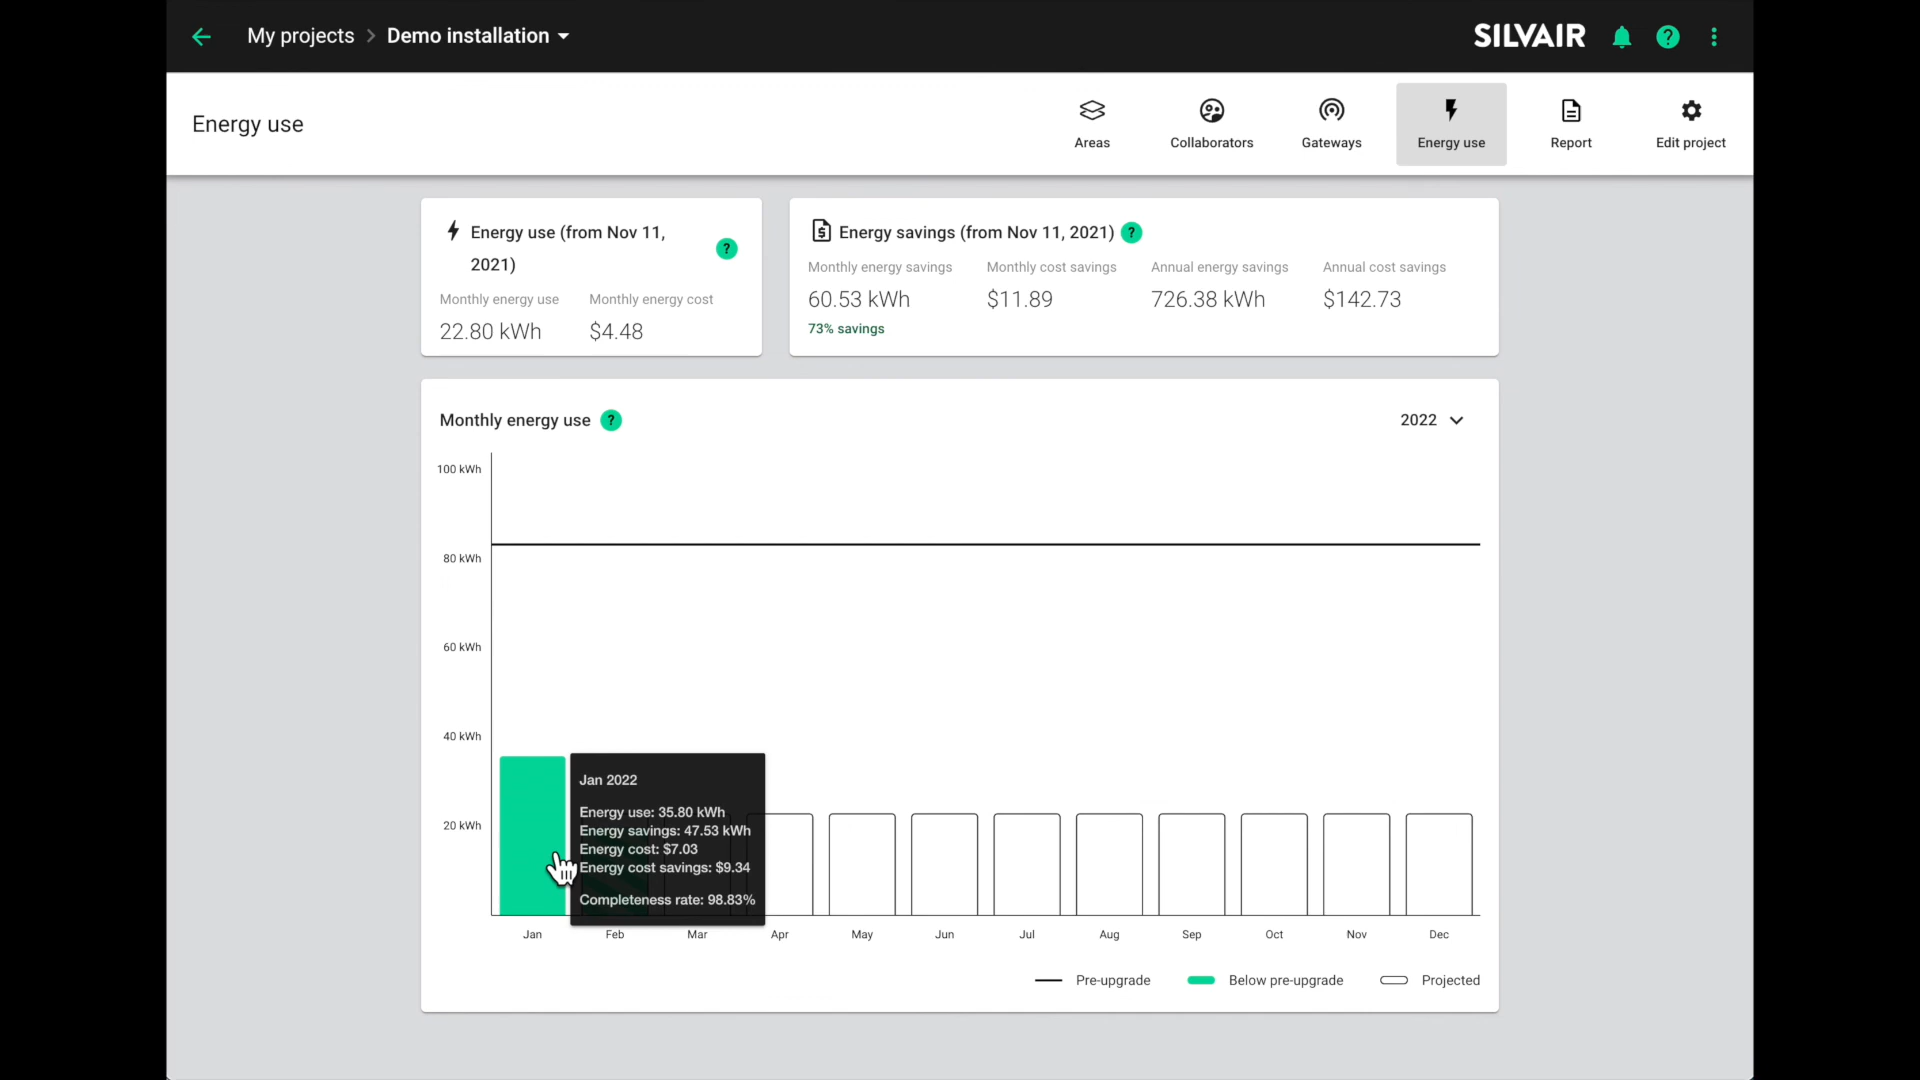 My projects > Demo installation
SILVAIR
Energy use
Areas
Collaborators
Gateways
Energy use
Report
Edit project
Energy use (from Nov 11,
2021)
?
Monthly energy use
Monthly energy cost
22.80 kWh
$4.48
Energy savings (from Nov 11, 2021) ?
Monthly energy savings
Monthly cost savings
Annual energy savings
Annual cost savings
60.53 kWh
$11.89
726.38 kWh
$142.73
73% savings
Monthly energy use ?
2022
100 kWh
80 kWh
60 kWh
40 kWh
20 kWh
Jan 2022
Energy use: 35.80 kWh
Energy savings: 47.53 kWh
Energy cost: $7.03
Energy cost savings: $9.34
Completeness rate: 98.83%
Jan
Feb
Mar
Apr
May
Jun
Jul
Aug
Sep
Oct
Nov
Dec
Pre-upgrade
Below pre-upgrade
Projected